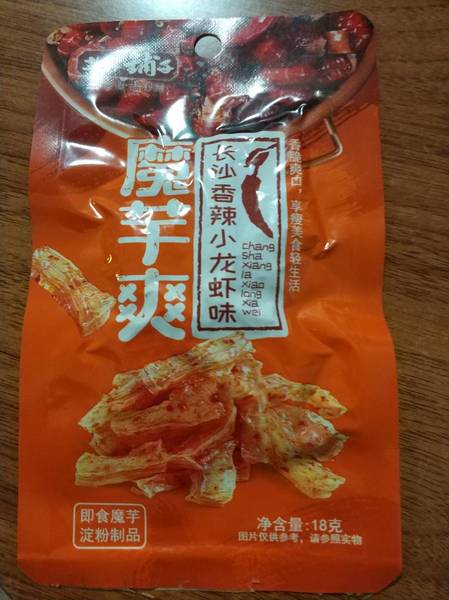 铺子
魔芋爽
长沙香辣小龙虾味
chang
sha
xiang
la
xiao
long
xia
wei
香脆爽口，享瘦美食轻生活
即食魔芋
淀粉制品
净含量:18克
图片仅供参考，请参照实物